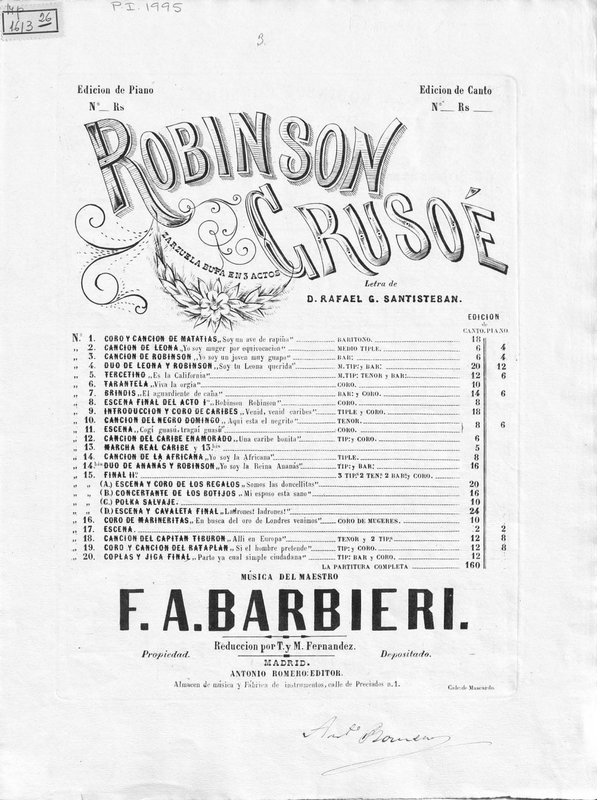 Mp
1613 26
P.I. 1995
3.
Edicion de Piano
Nº__ Rs
Edicion de Canto
Nº__ Rs __
ROBINSON
CRUSOÉ
ZARZUELA BUFA EN 3 ACTOS
Letra de
D. RAFAEL G. SANTISTEBAN.
EDICION
de
CANTO. PIANO.
Nº 1. CORO Y CANCION DE MATATIAS „Soy un ave de rapiña" BARITONO. 18
„ 2. CANCION DE LEONA „Yo soy muger por equivocacion" MEDIO TIPLE. 6 4
„ 3. CANCION DE ROBINSON „Yo soy un joven muy guapo" BAR: 6 4
„ 4. DUO DE LEONA Y ROBINSON „Soy tu Leona querida" M.TIP: y BAR: 20 12
„ 5. TERCETINO „Es la California" M.TIP: TENOR y BAR: 12 6
„ 6. TARANTELA „Viva la orgia" CORO. 10
„ 7. BRINDIS „El aguardiente de caña" BAR: y CORO. 14 6
„ 8. ESCENA FINAL DEL ACTO 1º „Robinson Robinson" CORO. 8
„ 9. INTRODUCCION Y CORO DE CARIBES „Venid, venid caribes" TIPLE y CORO. 18
„ 10. CANCION DEL NEGRO DOMINGO „Aqui esta el negrito" TENOR.
„ 11. ESCENA „Cogí guasú, tragaí guasú" CORO. 8 6
„ 12. CANCION DEL CARIBE ENAMORADO „Una caribe bonita" TIP: y CORO. 6
„ 13. MARCHA REAL CARIBE y 13.bis 5
„ 14. CANCION DE LA AFRICANA „Yo soy la Africana" TIPLE. 8
„ 14.bis DUO DE ANANÁS Y ROBINSON „Yo soy la Reina Ananás" TIP: y BAR: 16
„ 15. FINAL IIº 3 TIP: 2 TEN: 2 BAR: y CORO.
„ „ (A.) ESCENA Y CORO DE LOS REGALOS „Somos las doncellitas" 20
„ „ (B.) CONCERTANTE DE LOS BOTIJOS „Mi esposo esta sano" 16
„ „ (C.) POLKA SALVAJE. 10
„ „ (D.) ESCENA Y CAVALETA FINAL „Ladrones! ladrones!" 24
„ 16. CORO DE MARINERITAS „En busca del oro de Londres venimos" CORO DE MUGERES. 10
„ 17. ESCENA. 2 2
„ 18. CANCION DEL CAPITAN TIBURON „Alli en Europa" TENOR y 2 TIP: 12 8
„ 19. CORO Y CANCION DEL RATAPLAN „Si el hombre pretende" TIP: y CORO. 12 8
„ 20. COPLAS Y JIGA FINAL „Parto ya cual simple ciudadana" TIP: BAR y CORO. 12
LA PARTITURA COMPLETA 160
MÚSICA DEL MAESTRO
F. A. BARBIERI.
Reduccion por T. y M. Fernandez.
Propiedad.
Depositado.
MADRID.
ANTONIO ROMERO: EDITOR.
Almacen de música y Fábrica de instrumentos, calle de Preciados n. 1.
Calc. de Mascardo.